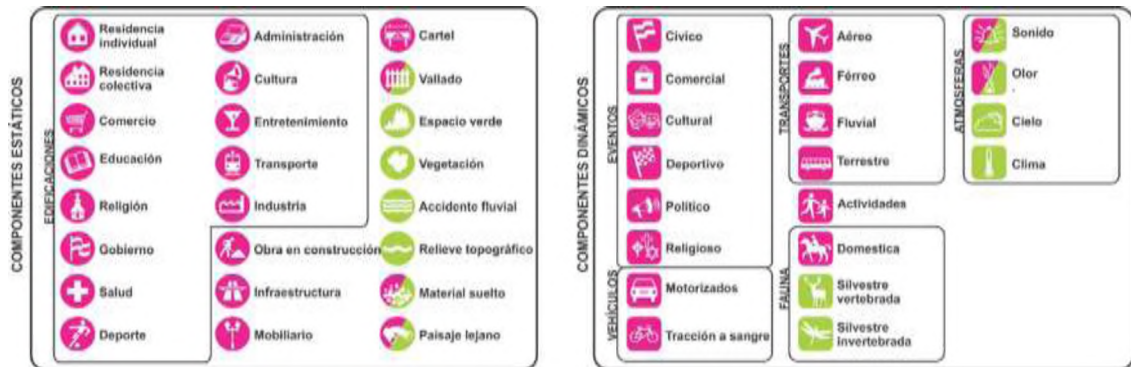 COMPONENTES ESTÁTICOS
EDIFICACIONES
Residencia
individual
Residencia
colectiva
Comercio
Educación
Religión
Gobierno
Salud
Deporte
Administración
Cultura
Entretenimiento
Transporte
Industria
Obra en construcción
Infraestructura
Mobiliario
Cartel
Vallado
Espacio verde
Vegetación
Accidente fluvial
Relieve topográfico
Material suelto
Paisaje lejano
COMPONENTES DINÁMICOS
EVENTOS
Cívico
Comercial
Cultural
Deportivo
Político
Religioso
VEHÍCULOS
Motorizados
Tracción a sangre
TRANSPORTES
Aéreo
Férreo
Fluvial
Terrestre
Actividades
FAUNA
Domestica
Silvestre
vertebrada
Silvestre
invertebrada
ATMOSFERAS
Sonido
Olor
.
Cielo
Clima